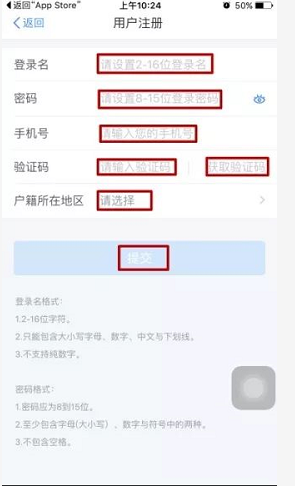 返回"App Store" 上午10:24 50%
返回 用户注册
登录名 请设置2-16位登录名
密码 请设置8-15位登录密码
手机号 请输入您的手机号
验证码 请输入验证码 获取验证码
户籍所在地区 请选择
提交
登录名格式:
1.2-16位字符。
2.只能包含大小写字母、数字、中文与下划线。
3.不支持纯数字。
密码格式:
1.密码应为8到15位。
2.至少包含字母(大小写）、数字与符号中的两种。
3.不包含空格。